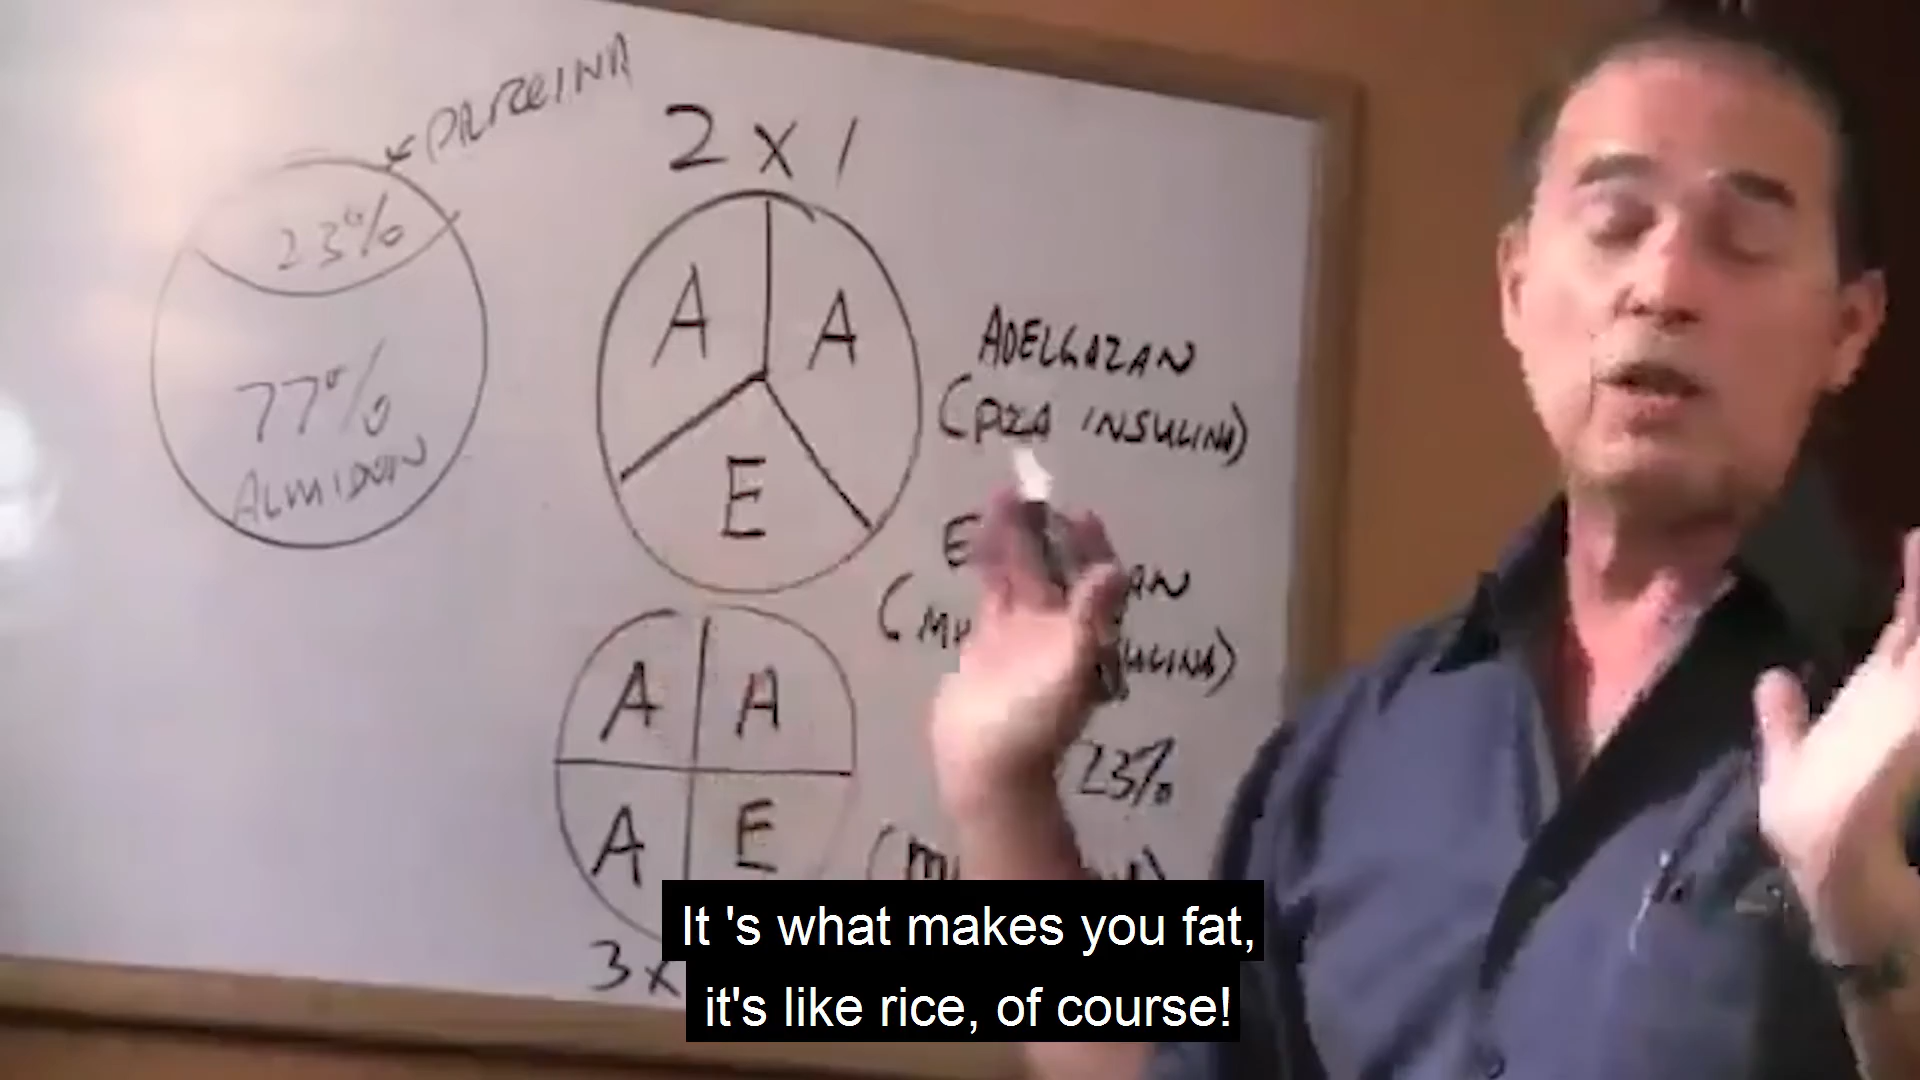 PROTEINA
23%
77%
ALMIDON
2 x 1
A A
E
ADELGAZAN
(POCA INSULINA)
A A
A E
3 x
23%
It 's what makes you fat,
it's like rice, of course!